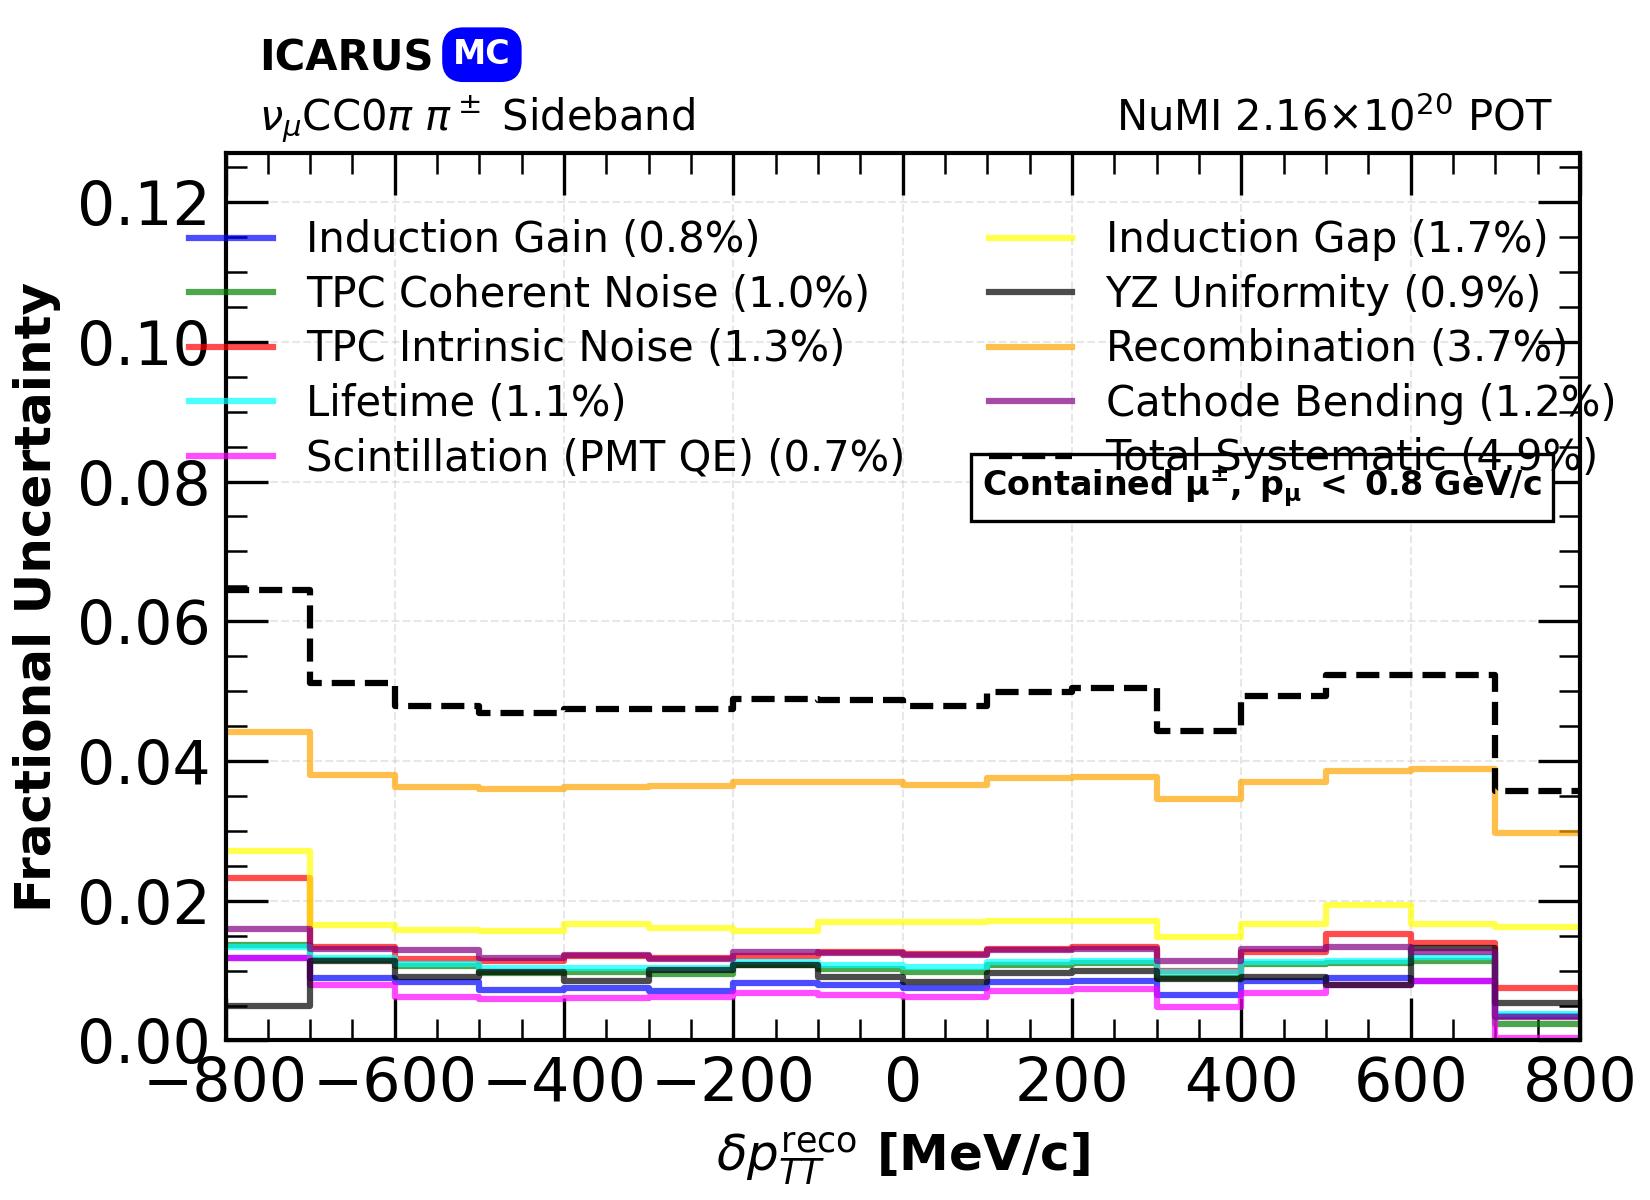 ICARUS MC
νμCC0π π± Sideband
NuMI 2.16×10²⁰ POT
Fractional Uncertainty
0.12
0.10
0.08
0.06
0.04
0.02
0.00
Induction Gain (0.8%)
TPC Coherent Noise (1.0%)
TPC Intrinsic Noise (1.3%)
Lifetime (1.1%)
Scintillation (PMT QE) (0.7%)
Induction Gap (1.7%)
YZ Uniformity (0.9%)
Recombination (3.7%)
Cathode Bending (1.2%)
Total Systematic (4.9%)
Contained μ±, pμ < 0.8 GeV/c
−800 −600 −400 −200 0 200 400 600 800
δp_TT^reco [MeV/c]